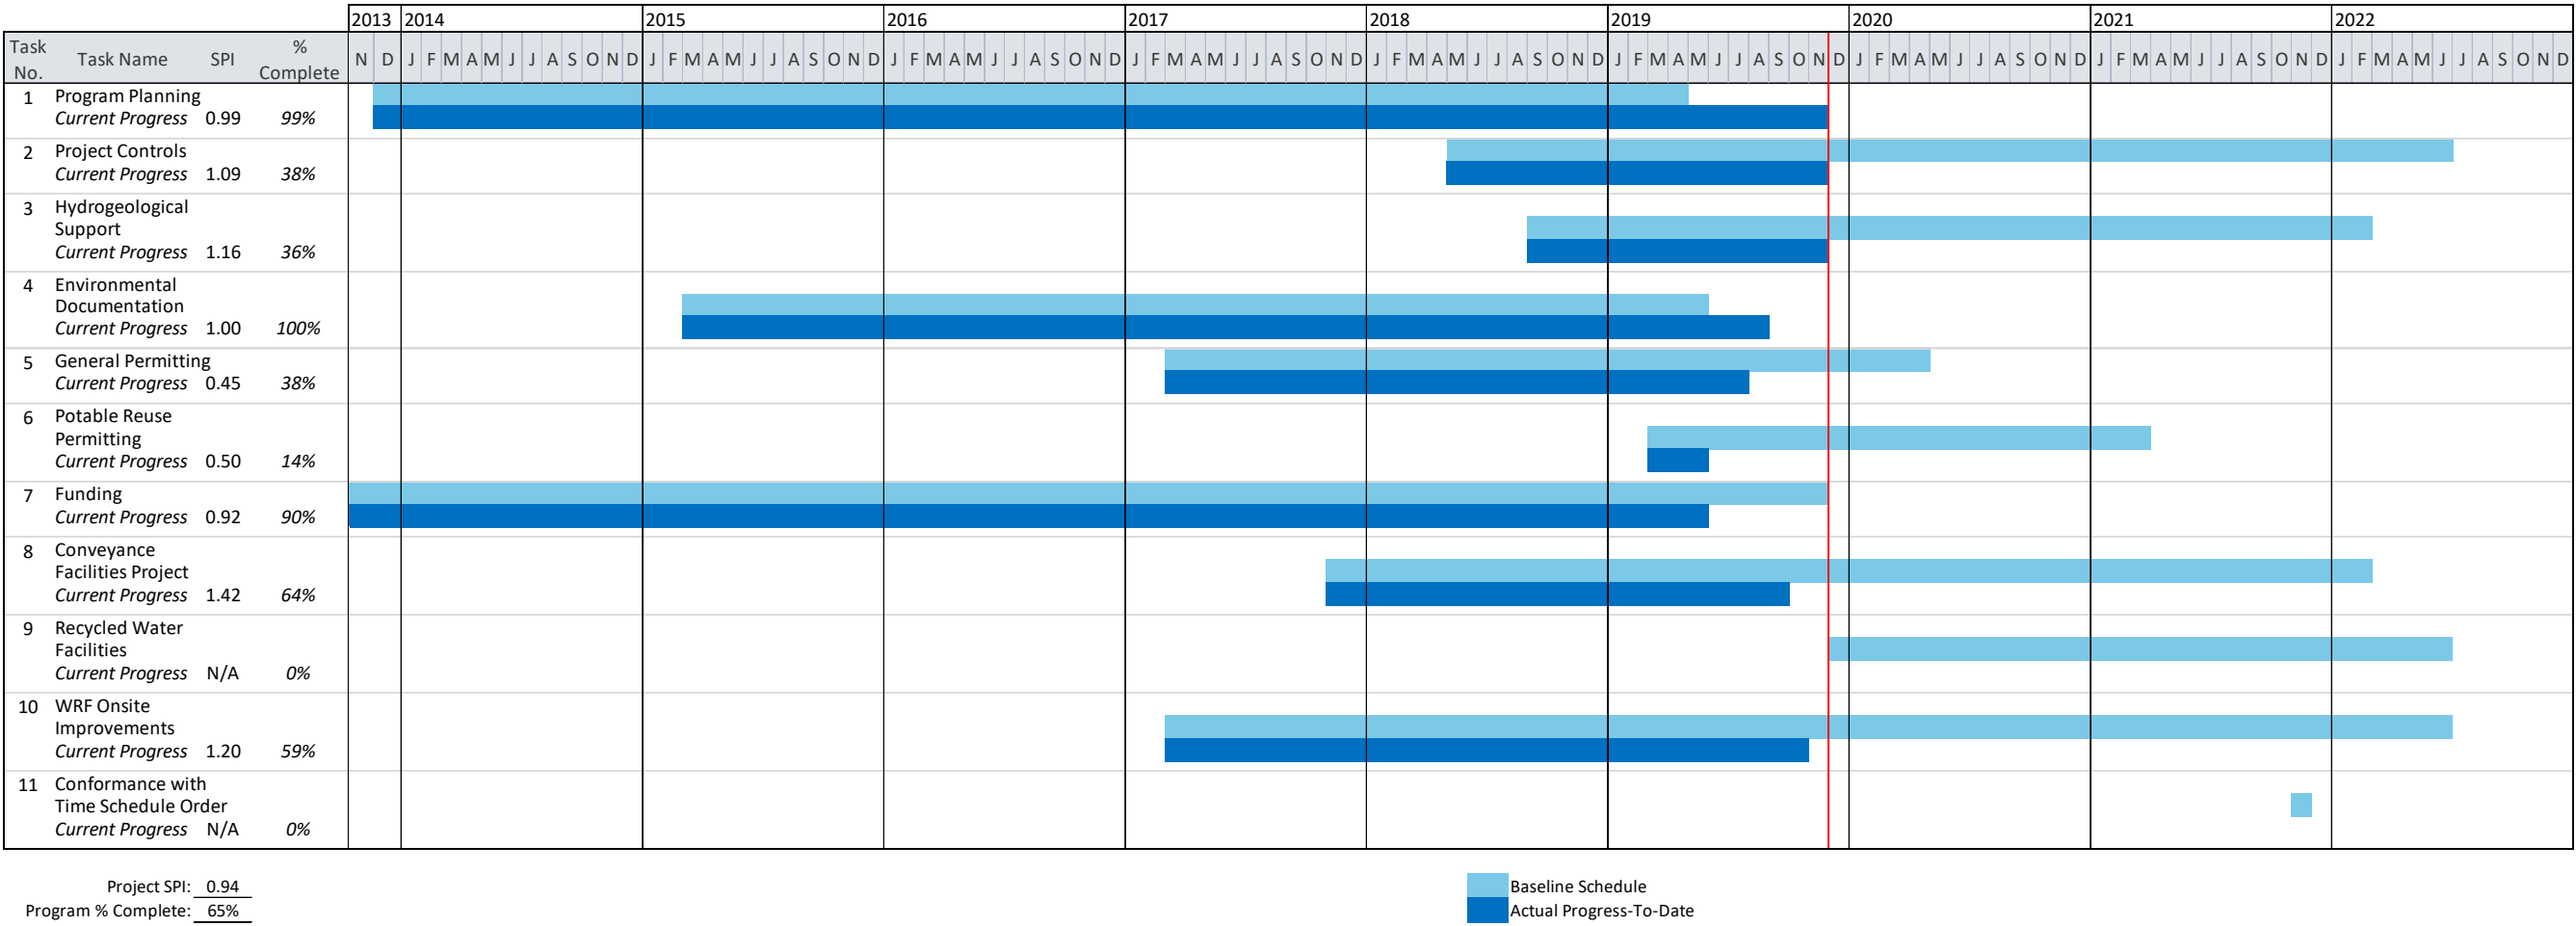 2013 2014 2015 2016 2017 2018 2019 2020 2021 2022
Task No. Task Name SPI % Complete N D J F M A M J J A S O N D J F M A M J J A S O N D J F M A M J J A S O N D J F M A M J J A S O N D J F M A M J J A S O N D J F M A M J J A S O N D J F M A M J J A S O N D J F M A M J J A S O N D J F M A M J J A S O N D
1 Program Planning
Current Progress 0.99 99%
2 Project Controls
Current Progress 1.09 38%
3 Hydrogeological
Support
Current Progress 1.16 36%
4 Environmental
Documentation
Current Progress 1.00 100%
5 General Permitting
Current Progress 0.45 38%
6 Potable Reuse
Permitting
Current Progress 0.50 14%
7 Funding
Current Progress 0.92 90%
8 Conveyance
Facilities Project
Current Progress 1.42 64%
9 Recycled Water
Facilities
Current Progress N/A 0%
10 WRF Onsite
Improvements
Current Progress 1.20 59%
11 Conformance with
Time Schedule Order
Current Progress N/A 0%
Project SPI: 0.94
Program % Complete: 65%
Baseline Schedule
Actual Progress-To-Date